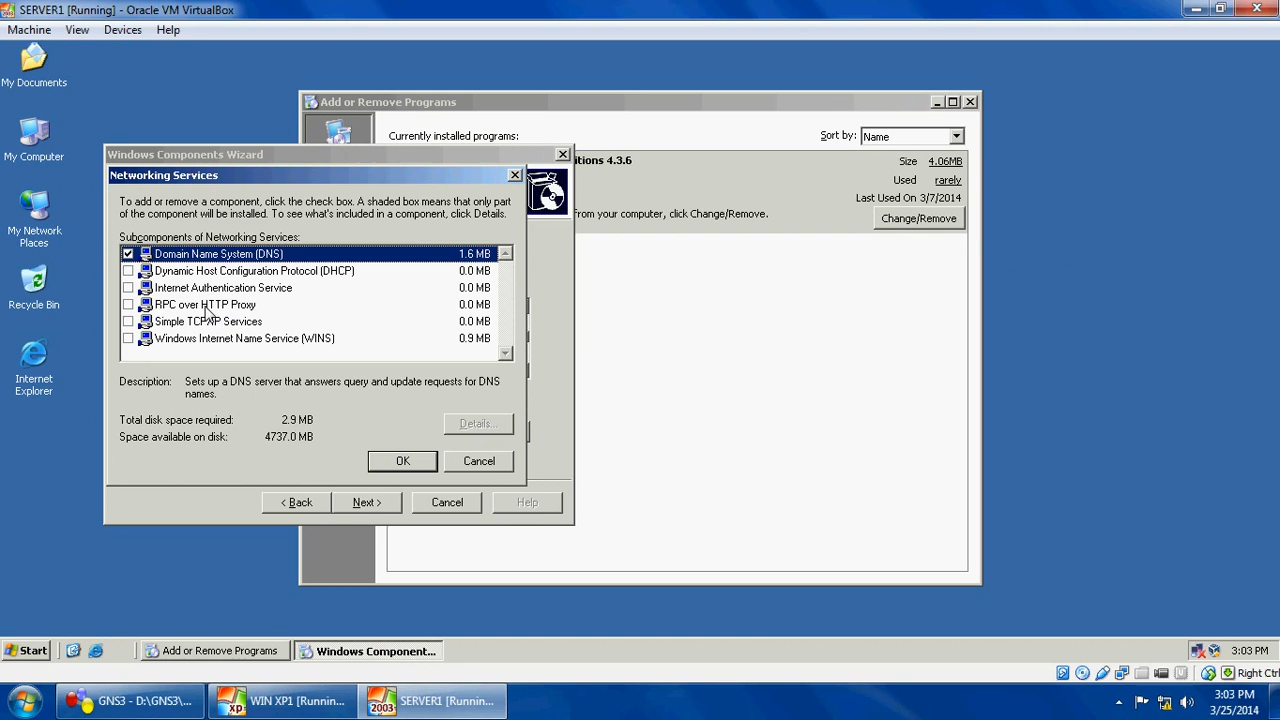 SERVER1 [Running] - Oracle VM VirtualBox
Machine View Devices Help
My Documents
My Computer
My Network
Places
Recycle Bin
Internet
Explorer
Add or Remove Programs
Currently installed programs:
Sort by: Name
itions 4.3.6
Size 4.06MB
Used rarely
Last Used On 3/7/2014
from your computer, click Change/Remove.
Change/Remove
Windows Components Wizard
Networking Services
To add or remove a component, click the check box. A shaded box means that only part
of the component will be installed. To see what's included in a component, click Details.
Subcomponents of Networking Services:
Domain Name System (DNS) 1.6 MB
Dynamic Host Configuration Protocol (DHCP) 0.0 MB
Internet Authentication Service 0.0 MB
RPC over HTTP Proxy 0.0 MB
Simple TCP/IP Services 0.0 MB
Windows Internet Name Service (WINS) 0.9 MB
Description: Sets up a DNS server that answers query and update requests for DNS
names.
Total disk space required: 2.9 MB
Space available on disk: 4737.0 MB
Details...
OK Cancel
< Back Next > Cancel Help
Start Add or Remove Programs Windows Component... 3:03 PM
Right Ctrl
GNS3 - D:\GNS3\... WIN XP1 [Runnin... SERVER1 [Runnin...
xp
2003
3:03 PM
3/25/2014